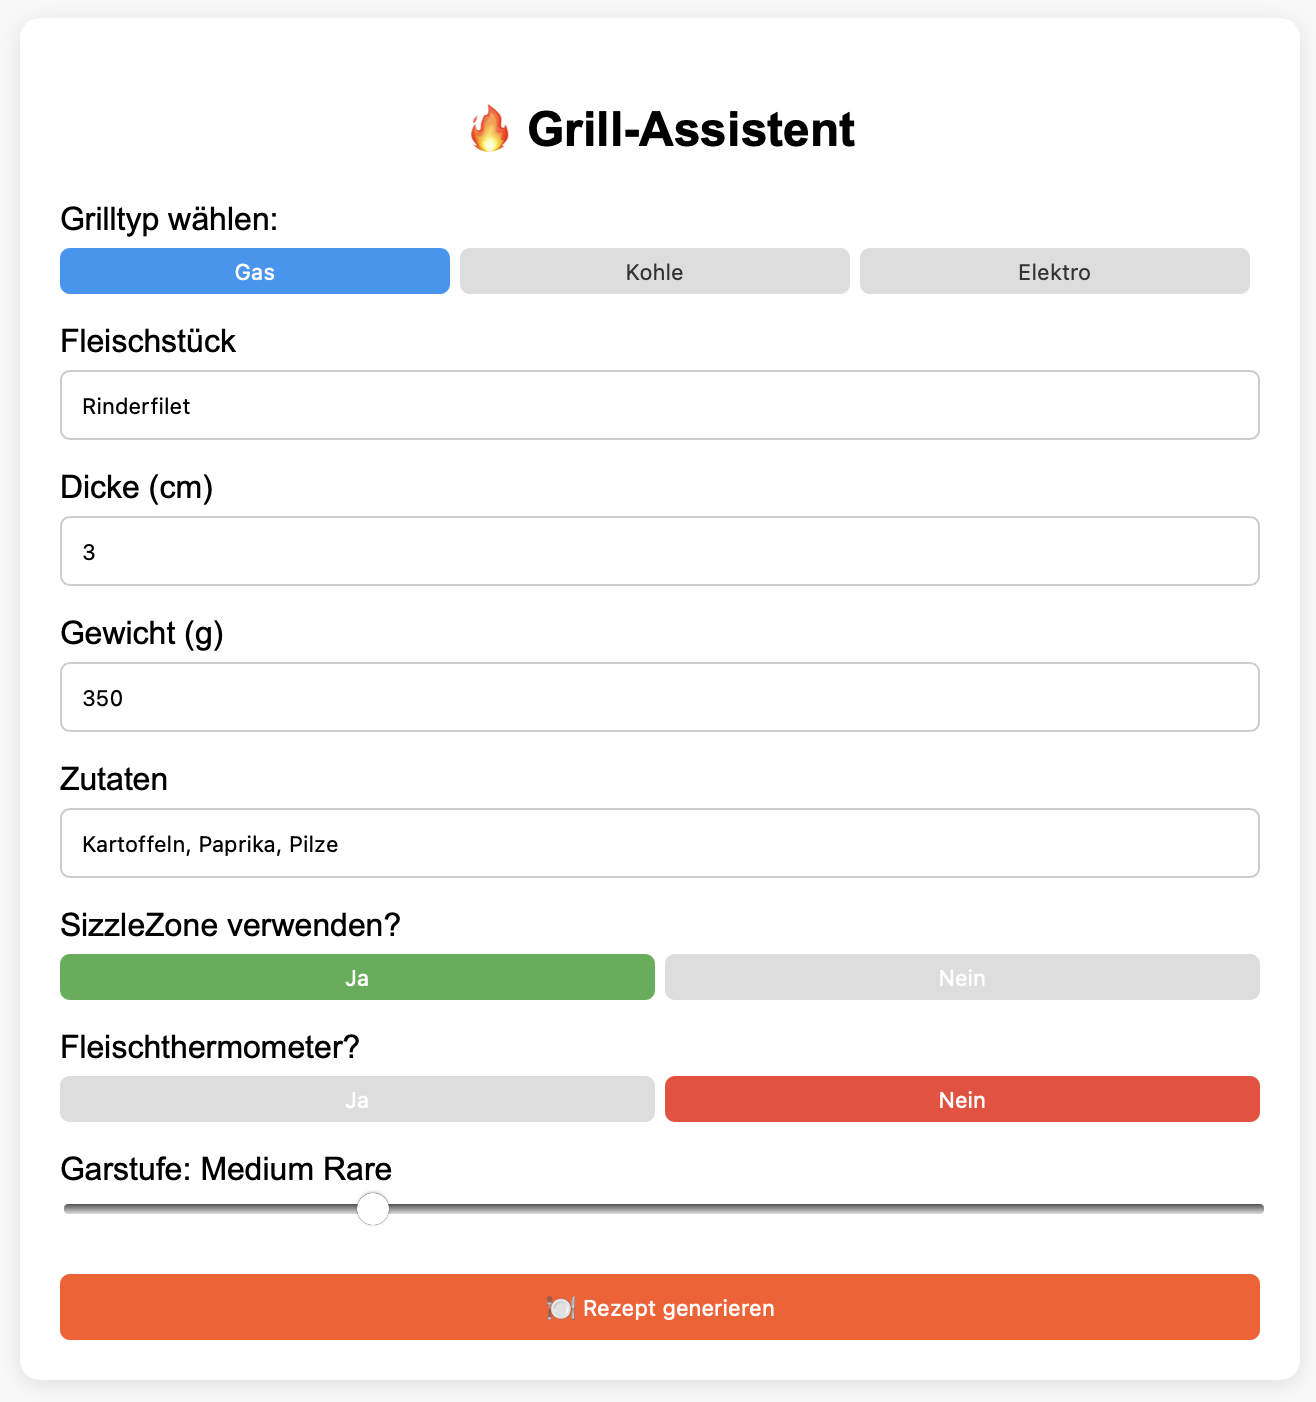 🔥 Grill-Assistent
Grilltyp wählen:
Gas Kohle Elektro
Fleischstück
Rinderfilet
Dicke (cm)
3
Gewicht (g)
350
Zutaten
Kartoffeln, Paprika, Pilze
SizzleZone verwenden?
Ja Nein
Fleischthermometer?
Ja Nein
Garstufe: Medium Rare
🍽️ Rezept generieren